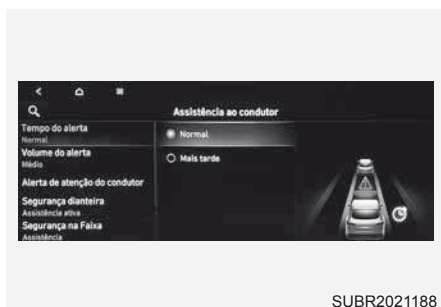 Assistência ao condutor
Tempo do alerta
Normal
Volume do alerta
Médio
Alerta de atenção do condutor
Segurança dianteira
Assistência ativa
Segurança na Faixa
Assistência
Normal
Mais tarde
SUBR2021188